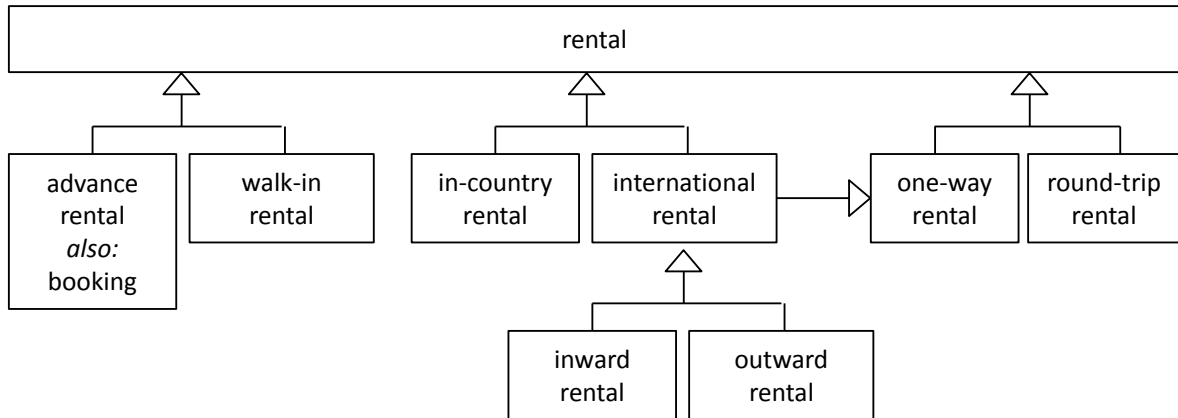 rental
advance
rental
also:
booking
walk-in
rental
in-country
rental
international
rental
one-way
rental
round-trip
rental
inward
rental
outward
rental